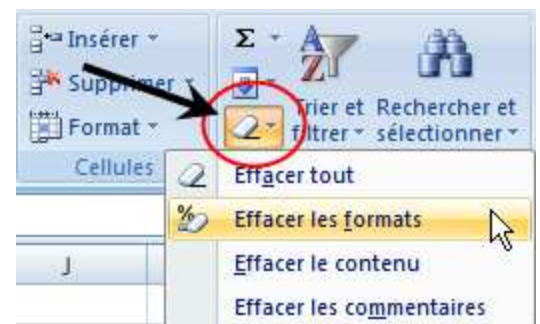 Insérer
Supprimer
Format
Cellules
Σ
Trier et
filtrer
Rechercher et
sélectionner
Effacer tout
Effacer les formats
Effacer le contenu
Effacer les commentaires
J